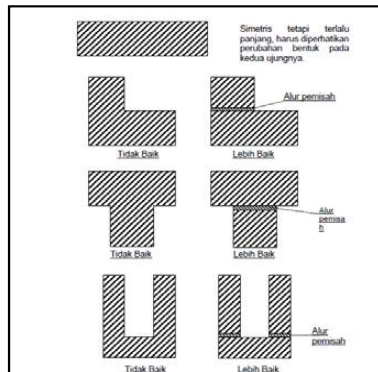 Simetris tetapi terlalu
panjang, harus diperhatikan
perubahan bentuk pada
kedua ujungnya.
Alur pemisah
Tidak Baik
Lebih Baik
Alur
pemisa
h
Tidak Baik
Lebih Baik
Alur
pemisah
Tidak Baik
Lebih Baik